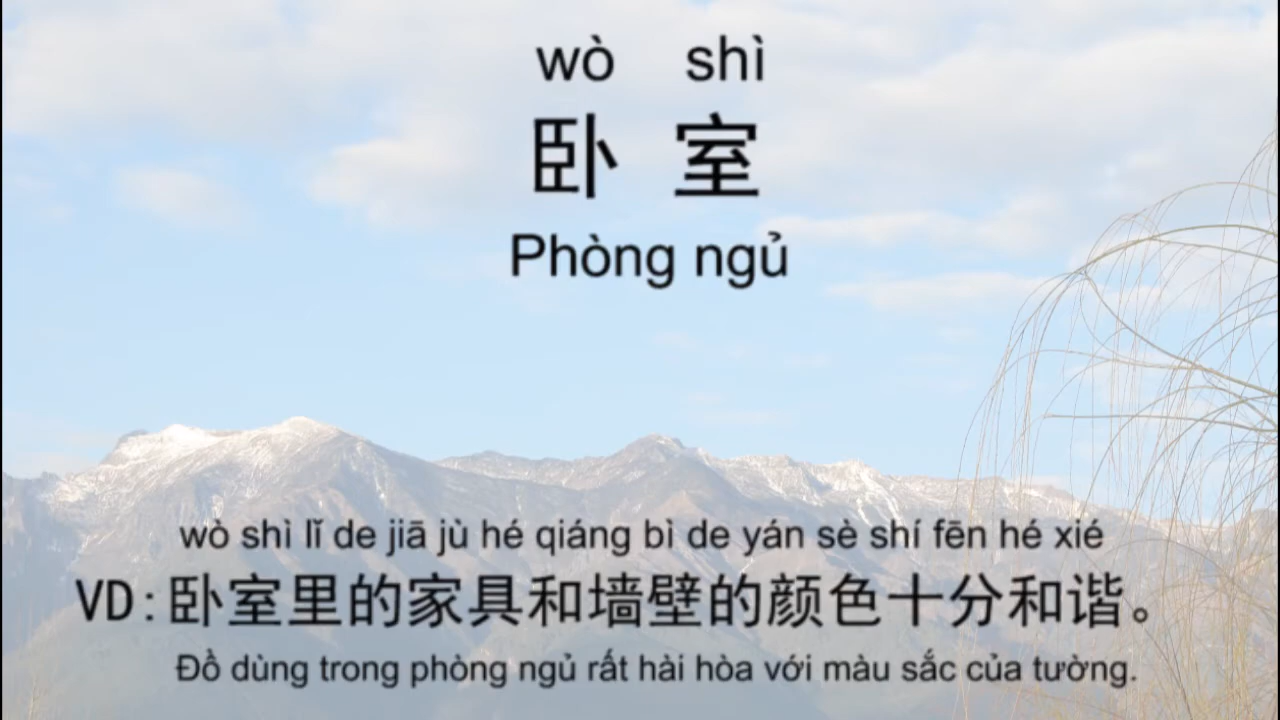 wò shì
卧 室
Phòng ngủ
wò shì lǐ de jiā jù hé qiáng bì de yán sè shí fēn hé xié
VD:卧室里的家具和墙壁的颜色十分和谐。
Đồ dùng trong phòng ngủ rất hài hòa với màu sắc của tường.